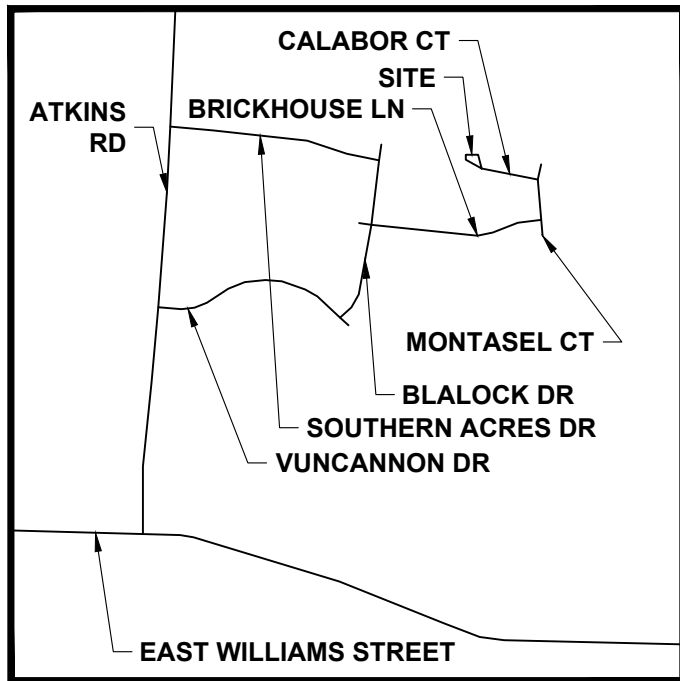 CALABOR CT
SITE
BRICKHOUSE LN
ATKINS
RD
MONTASEL CT
BLALOCK DR
SOUTHERN ACRES DR
VUNCANNON DR
EAST WILLIAMS STREET